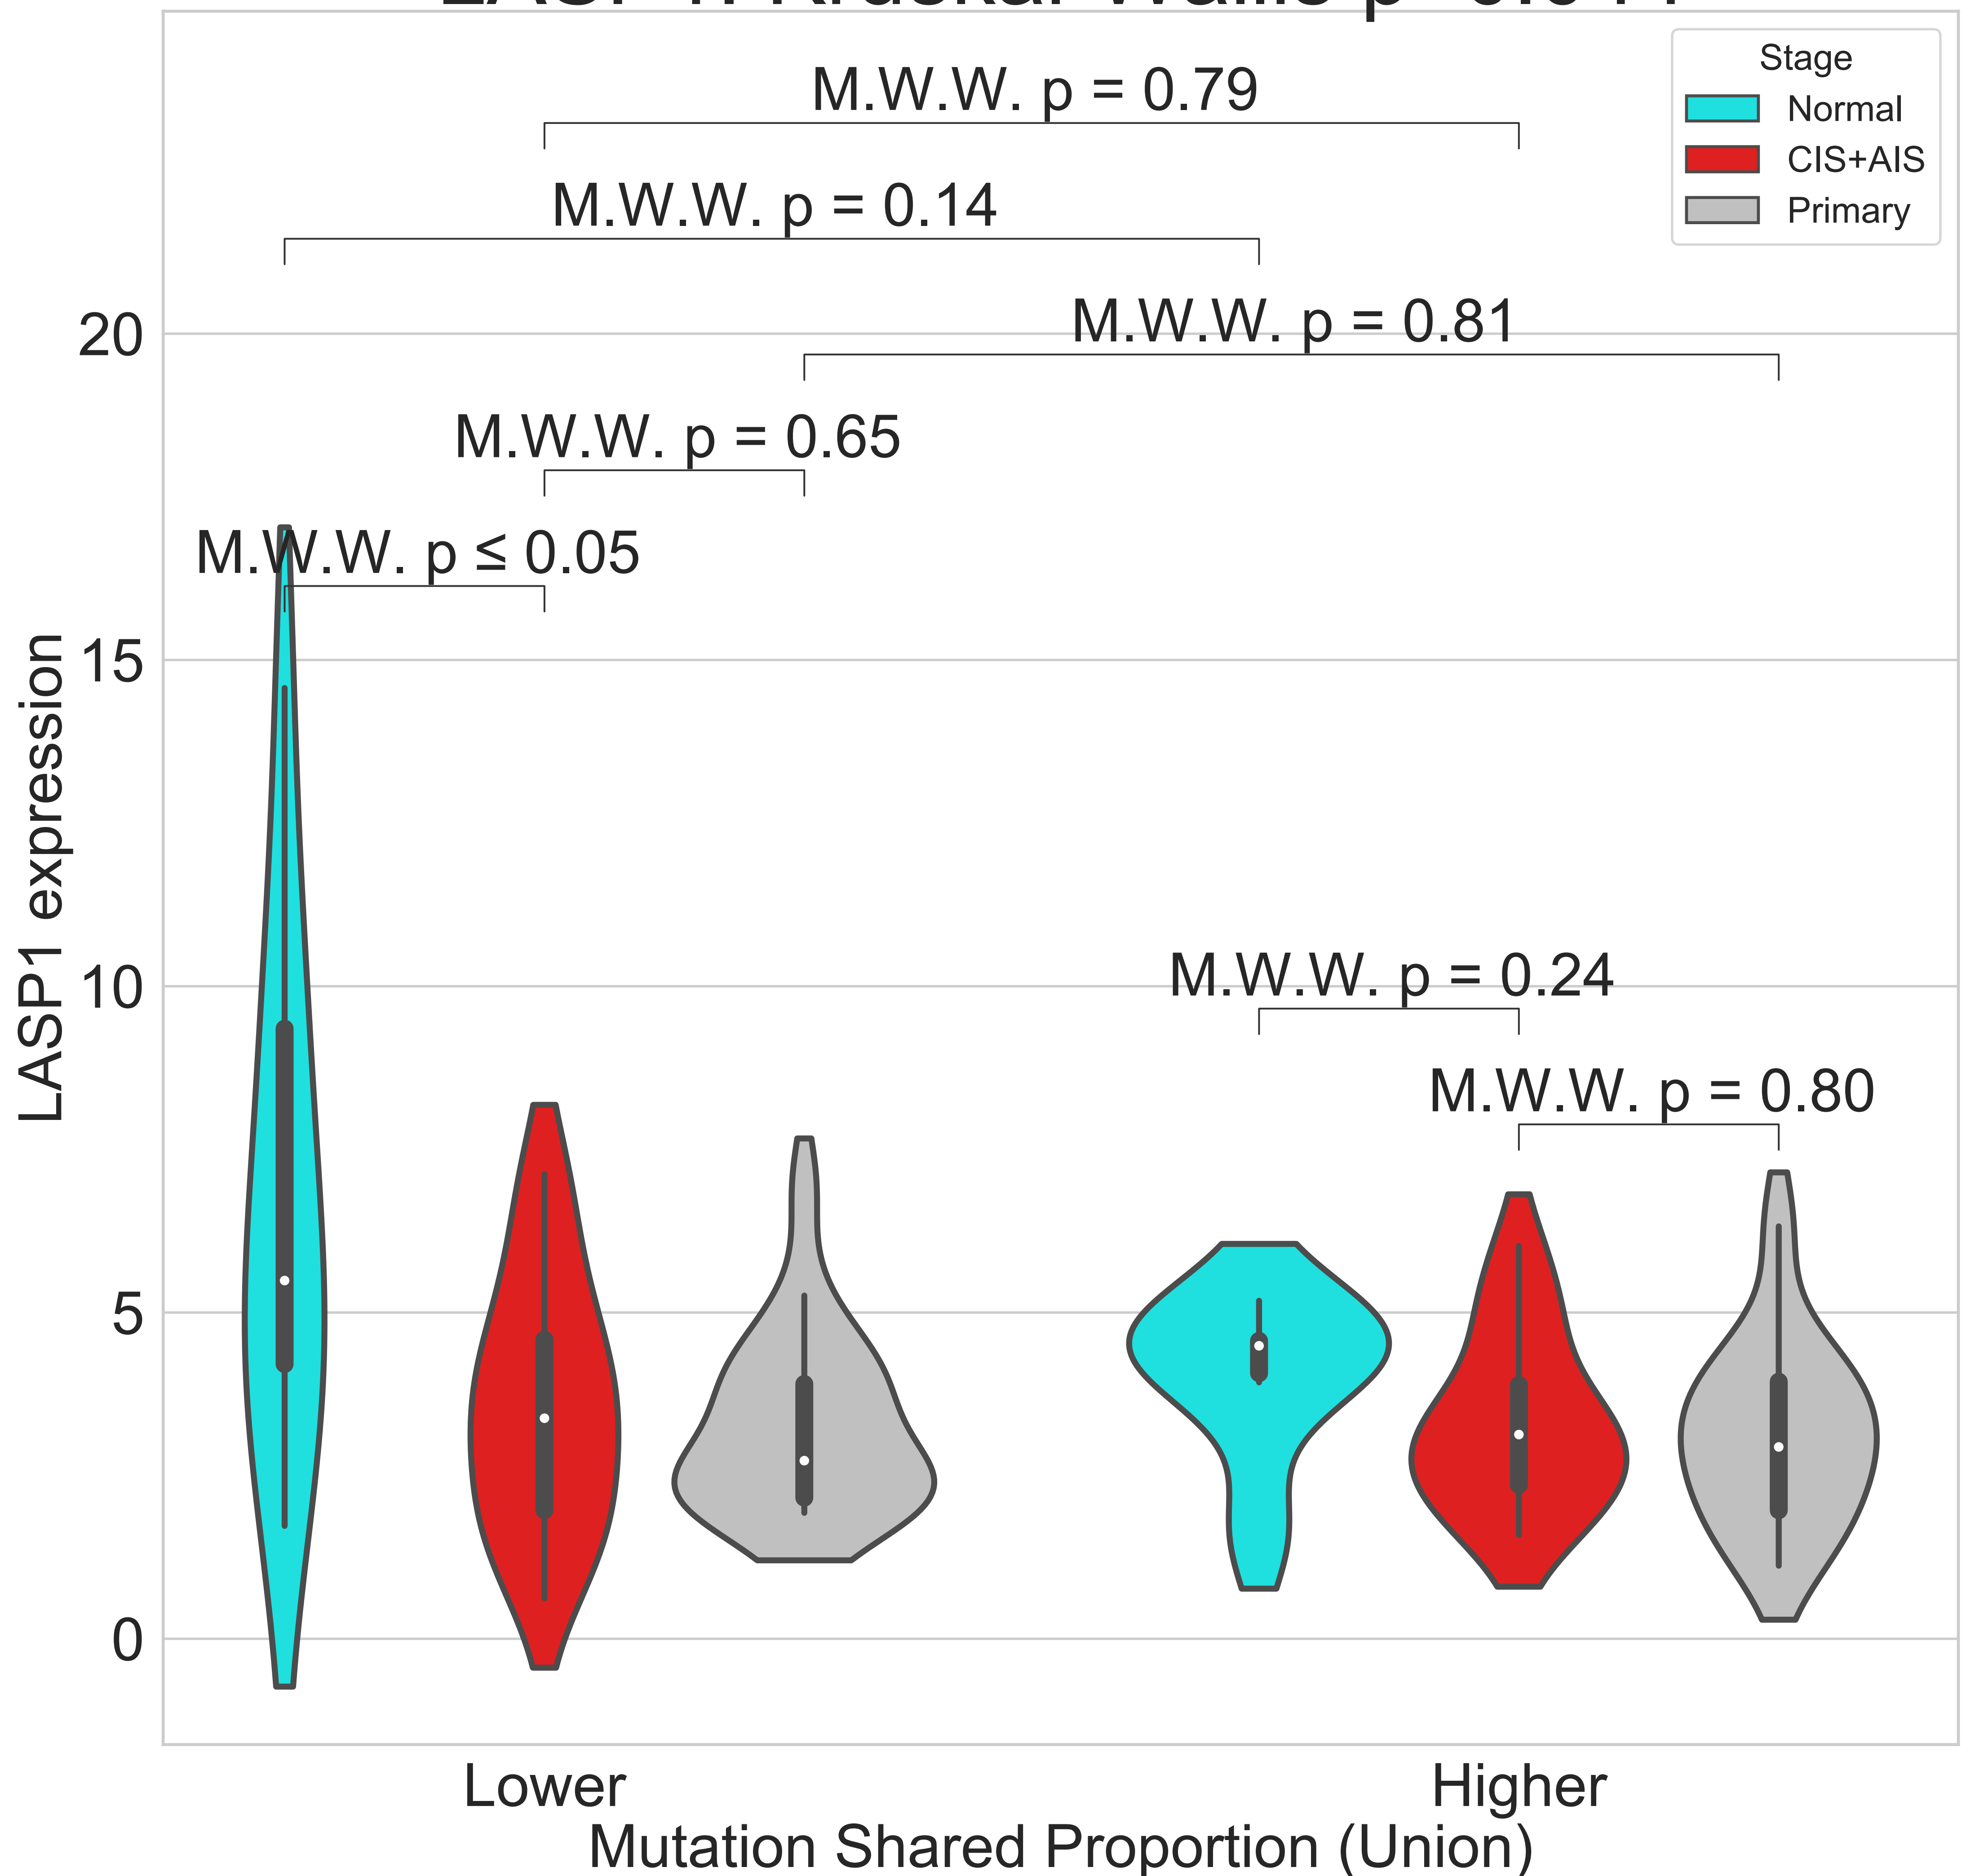 M.W.W. p = 0.79
M.W.W. p = 0.14
M.W.W. p = 0.81
M.W.W. p = 0.65
M.W.W. p ≤ 0.05
M.W.W. p = 0.24
M.W.W. p = 0.80
Stage
Normal
CIS+AIS
Primary
LASP1 expression
20
15
10
5
0
Lower
Higher
Mutation Shared Proportion (Union)